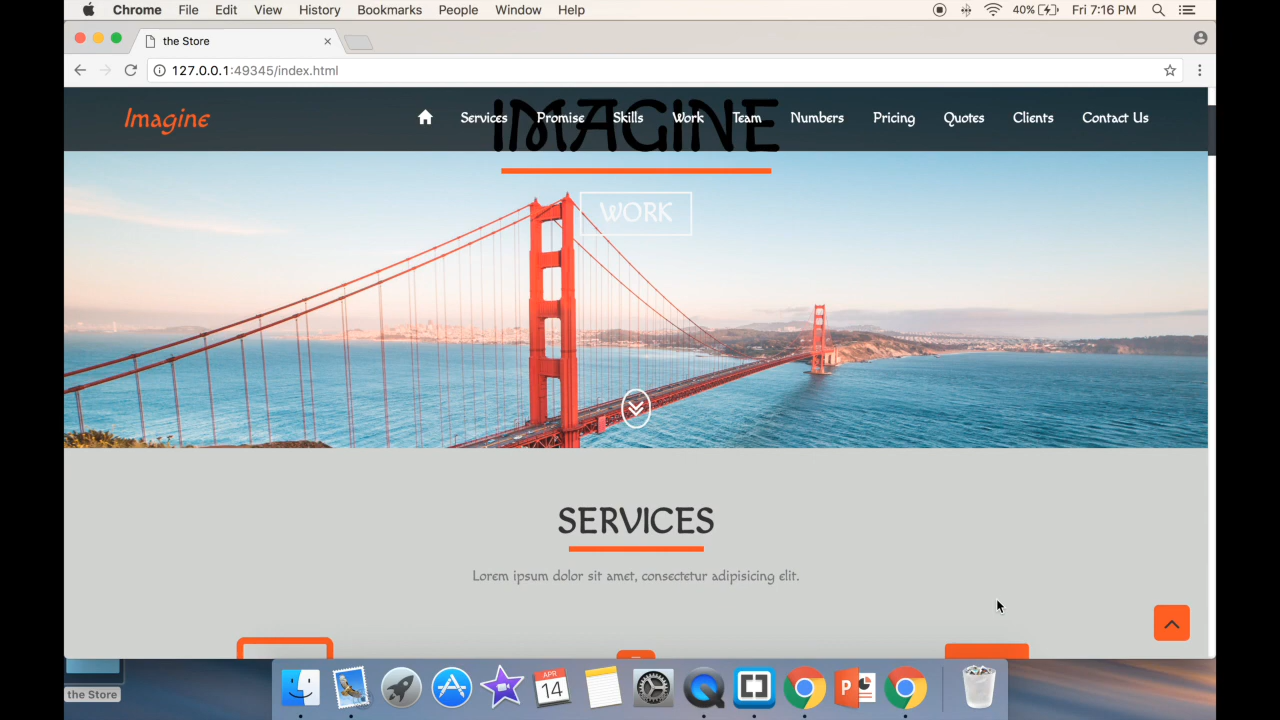 Chrome File Edit View History Bookmarks People Window Help 40% Fri 7:16 PM
the Store
127.0.0.1:49345/index.html
Imagine Services Promise Skills Work Team Numbers Pricing Quotes Clients Contact Us
IMAGINE
WORK
SERVICES
Lorem ipsum dolor sit amet, consectetur adipisicing elit.
APR
14
P
the Store